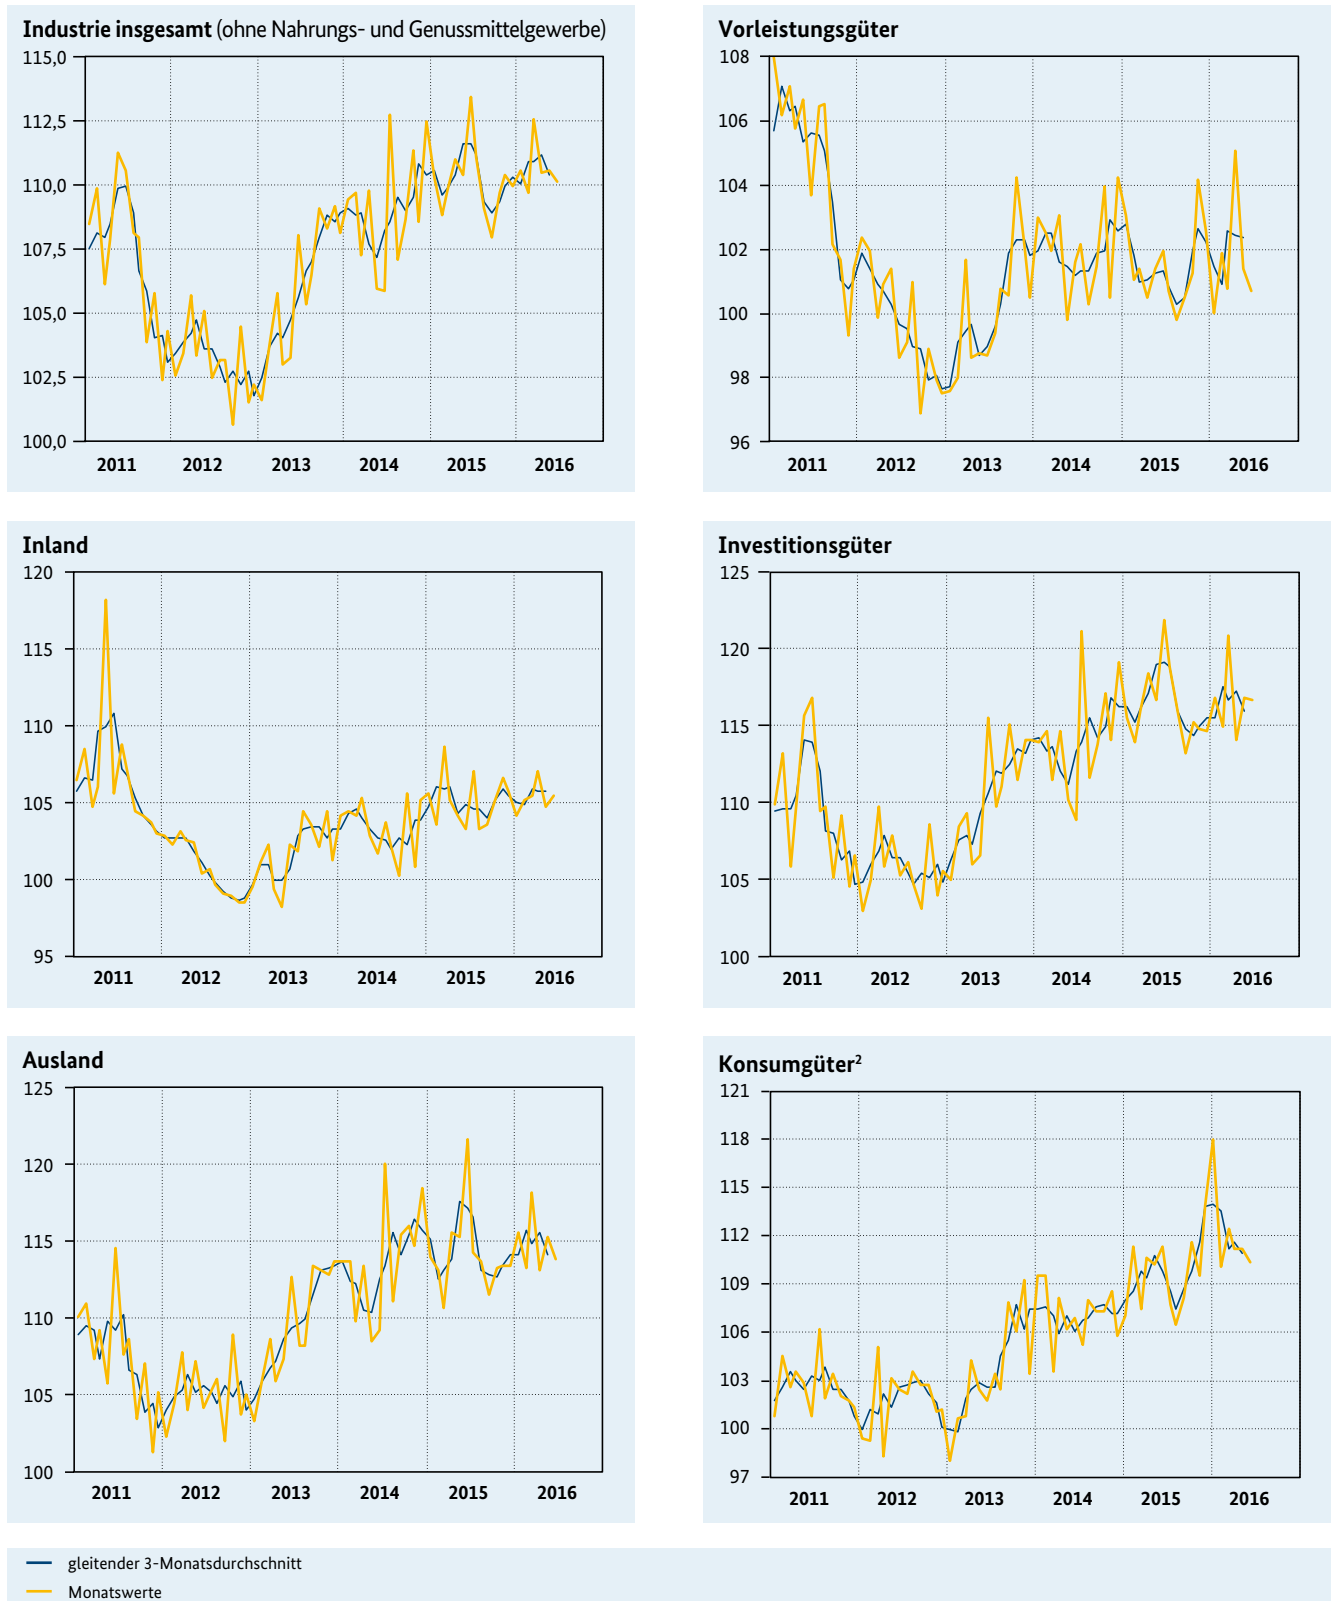 Industrie insgesamt (ohne Nahrungs- und Genussmittelgewerbe)
115,0
112,5
110,0
107,5
105,0
102,5
100,0
2011 2012 2013 2014 2015 2016
Vorleistungsgüter
108
106
104
102
100
98
96
2011 2012 2013 2014 2015 2016
Inland
120
115
110
105
100
95
2011 2012 2013 2014 2015 2016
Investitionsgüter
125
120
115
110
105
100
2011 2012 2013 2014 2015 2016
Ausland
125
120
115
110
105
100
2011 2012 2013 2014 2015 2016
Konsumgüter²
121
118
115
112
109
106
103
100
97
2011 2012 2013 2014 2015 2016
gleitender 3-Monatsdurchschnitt
Monatswerte